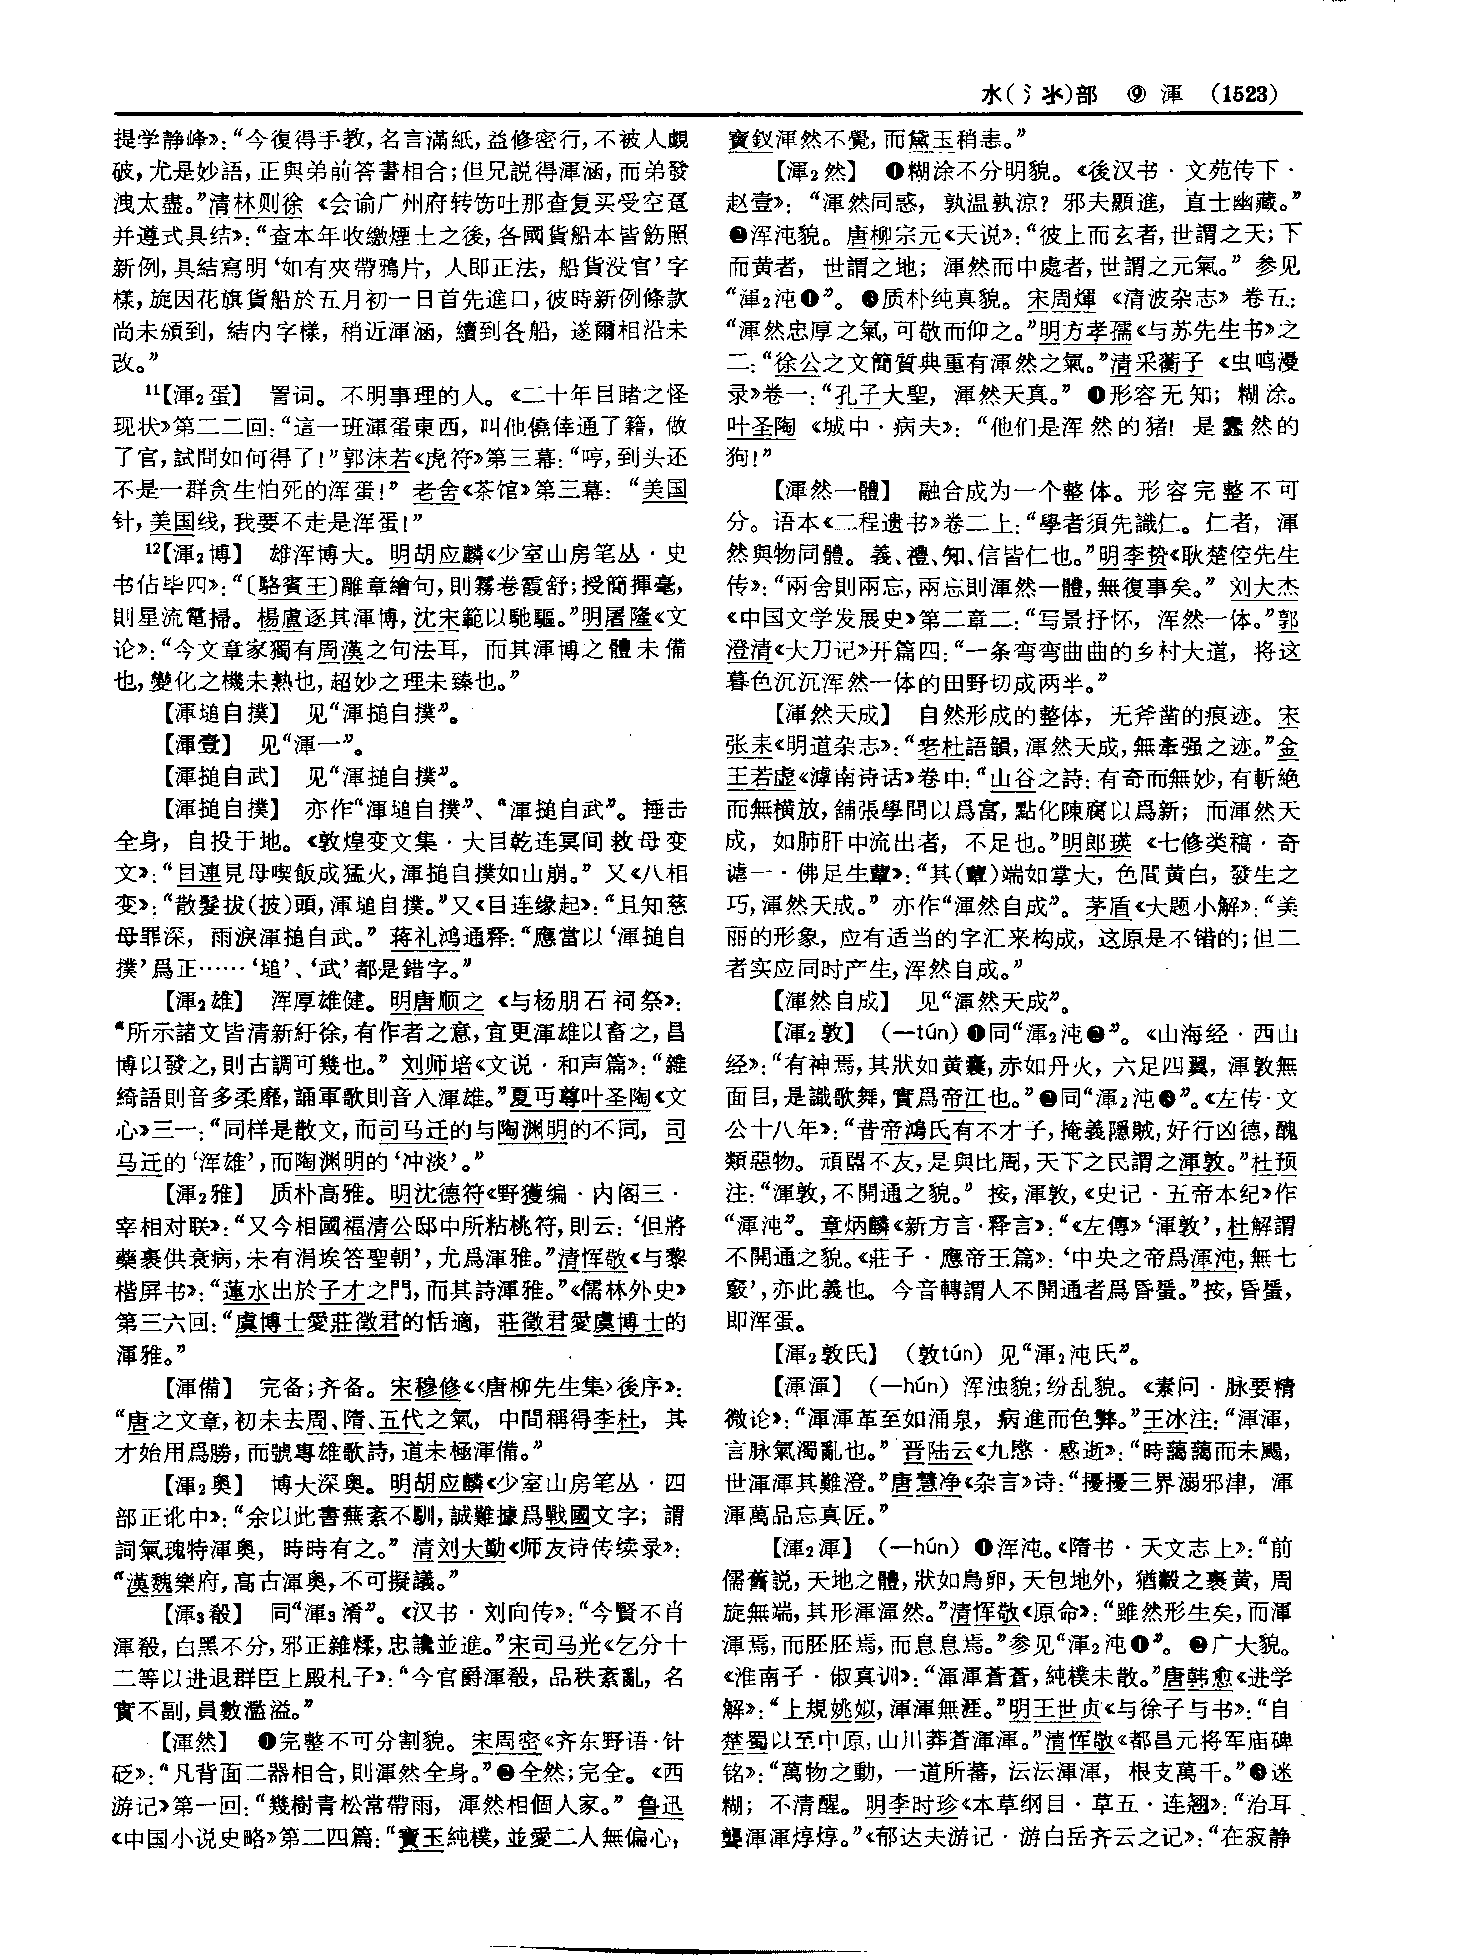 水(氵氺)部　⑨　渾　(1523)
提学静峰》：“今復得手教，名言滿紙，益修密行，不被人覷
破，尤是妙語，正與弟前答書相合；但兄説得渾涵，而弟發
洩太盡。”清林则徐《会谕广州府转饬吐那查复买受空趸
并遵式具结》：“查本年收繳煙土之後，各國貨船本皆飭照
新例，具結寫明‘如有夾帶鴉片，人即正法，船貨没官’字
樣，旋因花旗貨船於五月初一日首先進口，彼時新例條款
尚未頒到，結内字樣，稍近渾涵，續到各船，遂爾相沿未
改。”
11【渾2蛋】　詈词。不明事理的人。《二十年目睹之怪
现状》第二二回：“這一班渾蛋東西，叫他僥倖通了籍，做
了官，試問如何得了！”郭沫若《虎符》第三幕：“哼，到头还
不是一群贪生怕死的浑蛋！”老舍《茶馆》第三幕：“美国
针，美国线，我要不走是浑蛋！”
12【渾2博】　雄浑博大。明胡应麟《少室山房笔丛·史
书佔毕四》：“〔駱賓王〕雕章繪句，則霧卷霞舒；授簡揮毫，
則星流電掃。楊盧逐其渾博，沈宋範以馳驅。”明屠隆《文
论》：“今文章家獨有周漢之句法耳，而其渾博之體未備
也，變化之機未熟也，超妙之理未臻也。”
【渾塠自撲】　见“渾搥自撲”。
【渾壹】　见“渾一”。
【渾搥自武】　见“渾搥自撲”。
【渾搥自撲】　亦作“渾塠自撲”、“渾搥自武”。捶击
全身，自投于地。《敦煌变文集·大目乾连冥间救母变
文》：“目連見母喫飯成猛火，渾搥自撲如山崩。”又《八相
变》：“散髮拔(披)頭，渾塠自撲。”又《目连缘起》：“且知慈
母罪深，雨淚渾搥自武。”蒋礼鸿通释：“應當以‘渾搥自
撲’爲正……‘塠’、‘武’都是錯字。”
【渾2雄】　浑厚雄健。明唐顺之《与杨朋石祠祭》：
“所示諸文皆清新紆徐，有作者之意，宜更渾雄以畜之，昌
博以發之，則古調可幾也。”刘师培《文说·和声篇》：“雒
綺語則音多柔靡，誦軍歌則音入渾雄。”夏丏尊叶圣陶《文
心》三一：“同样是散文，而司马迁的与陶渊明的不同，司
马迁的‘浑雄’，而陶渊明的‘冲淡’。”
【渾2雅】　质朴高雅。明沈德符《野獲编·内阁三·
宰相对联》：“又今相國福清公邸中所粘桃符，則云：‘但將
藥裹供衰病，未有涓埃答聖朝’，尤爲渾雅。”清恽敬《与黎
楷屏书》：“蓮水出於子才之門，而其詩渾雅。”《儒林外史》
第三六回：“虞博士愛莊徵君的恬適，莊徵君愛虞博士的
渾雅。”
【渾備】　完备；齐备。宋穆修《〈唐柳先生集〉後序》：
“唐之文章，初未去周、隋、五代之氣，中間稱得李杜，其
才始用爲勝，而號專雄歌詩，道未極渾備。”
【渾2奥】　博大深奥。明胡应麟《少室山房笔丛·四
部正讹中》：“余以此書蕪紊不馴，誠難據爲戰國文字；謂
詞氣瑰特渾奥，時時有之。”清刘大勤《师友诗传续录》：
“漢魏樂府，高古渾奥，不可擬議。”
【渾3殽】　同“渾3淆”。《汉书·刘向传》：“今賢不肖
渾殽，白黑不分，邪正雜糅，忠讒並進。”宋司马光《乞分十
二等以进退群臣上殿札子》：“今官爵渾殽，品秩紊亂，名
實不副，員數濫溢。”
【渾然】　❶完整不可分割貌。宋周密《齐东野语·针
砭》：“凡背面二器相合，則渾然全身。”❷全然；完全。《西
游记》第一回：“幾樹青松常帶雨，渾然相個人家。”鲁迅
《中国小说史略》第二四篇：“寶玉純樸，並愛二人無偏心，
寶釵渾然不覺，而黛玉稍恚。”
【渾2然】　❶糊涂不分明貌。《後汉书·文苑传下·
赵壹》：“渾然同惑，孰温孰涼？邪夫顯進，直士幽藏。”
❷浑沌貌。唐柳宗元《天说》：“彼上而玄者，世謂之天；下
而黄者，世謂之地；渾然而中處者，世謂之元氣。”参见
“渾2沌❶”。❸质朴纯真貌。宋周煇《清波杂志》卷五：
“渾然忠厚之氣，可敬而仰之。”明方孝孺《与苏先生书》之
二：“徐公之文簡質典重有渾然之氣。”清采蘅子《虫鸣漫
录》卷一：“孔子大聖，渾然天真。”❹形容无知；糊涂。
叶圣陶《城中·病夫》：“他们是浑然的猪！是蠢然的
狗！”
【渾然一體】　融合成为一个整体。形容完整不可
分。语本《二程遗书》卷二上：“學者須先識仁。仁者，渾
然與物同體。義、禮、知、信皆仁也。”明李贽《耿楚倥先生
传》：“兩舍則兩忘，兩忘則渾然一體，無復事矣。”刘大杰
《中国文学发展史》第二章二：“写景抒怀，浑然一体。”郭
澄清《大刀记》开篇四：“一条弯弯曲曲的乡村大道，将这
暮色沉沉浑然一体的田野切成两半。”
【渾然天成】　自然形成的整体，无斧凿的痕迹。宋
张耒《明道杂志》：“老杜語韻，渾然天成，無牽强之迹。”金
王若虚《滹南诗话》卷中：“山谷之詩：有奇而無妙，有斬絶
而無横放，鋪張學問以爲富，點化陳腐以爲新；而渾然天
成，如肺肝中流出者，不足也。”明郎瑛《七修类稿·奇
谑一·佛足生蕈》：“其(蕈)端如掌大，色間黄白，發生之
巧，渾然天成。”亦作“渾然自成”。茅盾《大题小解》：“美
丽的形象，应有适当的字汇来构成，这原是不错的；但二
者实应同时产生，浑然自成。”
【渾然自成】　见“渾然天成”。
【渾2敦】　(—tún)❶同“渾2沌❷”。《山海经·西山
经》：“有神焉，其狀如黄囊，赤如丹火，六足四翼，渾敦無
面目，是識歌舞，實爲帝江也。”❷同“渾2沌❸”。《左传·文
公十八年》：“昔帝鴻氏有不才子，掩義隱賊，好行凶德，醜
類惡物。頑嚚不友，是與比周，天下之民謂之渾敦。”杜预
注：“渾敦，不開通之貌。”按，渾敦，《史记·五帝本纪》作
“渾沌”。章炳麟《新方言·释言》：“《左傳》‘渾敦’，杜解謂
不開通之貌。《莊子·應帝王篇》：‘中央之帝爲渾沌，無七
竅’，亦此義也。今音轉謂人不開通者爲昏蜑。”按，昏蜑，
即浑蛋。
【渾2敦氏】　(敦tún)　见“渾2沌氏”。
【渾渾】　(—hún)　浑浊貌；纷乱貌。《素问·脉要精
微论》：“渾渾革至如涌泉，病進而色弊。”王冰注：“渾渾，
言脉氣濁亂也。”晋陆云《九愍·感逝》：“時藹藹而未颺，
世渾渾其難澄。”唐慧净《杂言》诗：“擾擾三界溺邪津，渾
渾萬品忘真匠。”
【渾2渾】　(—hún)❶浑沌。《隋书·天文志上》：“前
儒舊説，天地之體，狀如鳥卵，天包地外，猶殼之裹黄，周
旋無端，其形渾渾然。”清恽敬《原命》：“雖然形生矣，而渾
渾焉，而胚胚焉，而息息焉。”参见“渾2沌❶”。❷广大貌。
《淮南子·俶真训》：“渾渾蒼蒼，純樸未散。”唐韩愈《进学
解》：“上規姚姒，渾渾無涯。”明王世贞《与徐子与书》：“自
楚蜀以至中原，山川莽蒼渾渾。”清恽敬《都昌元将军庙碑
铭》：“萬物之動，一道所蕃，沄沄渾渾，根支萬千。”❸迷
糊；不清醒。明李时珍《本草纲目·草五·连翘》：“治耳
聾渾渾焞焞。”《郁达夫游记·游白岳齐云之记》：“在寂静